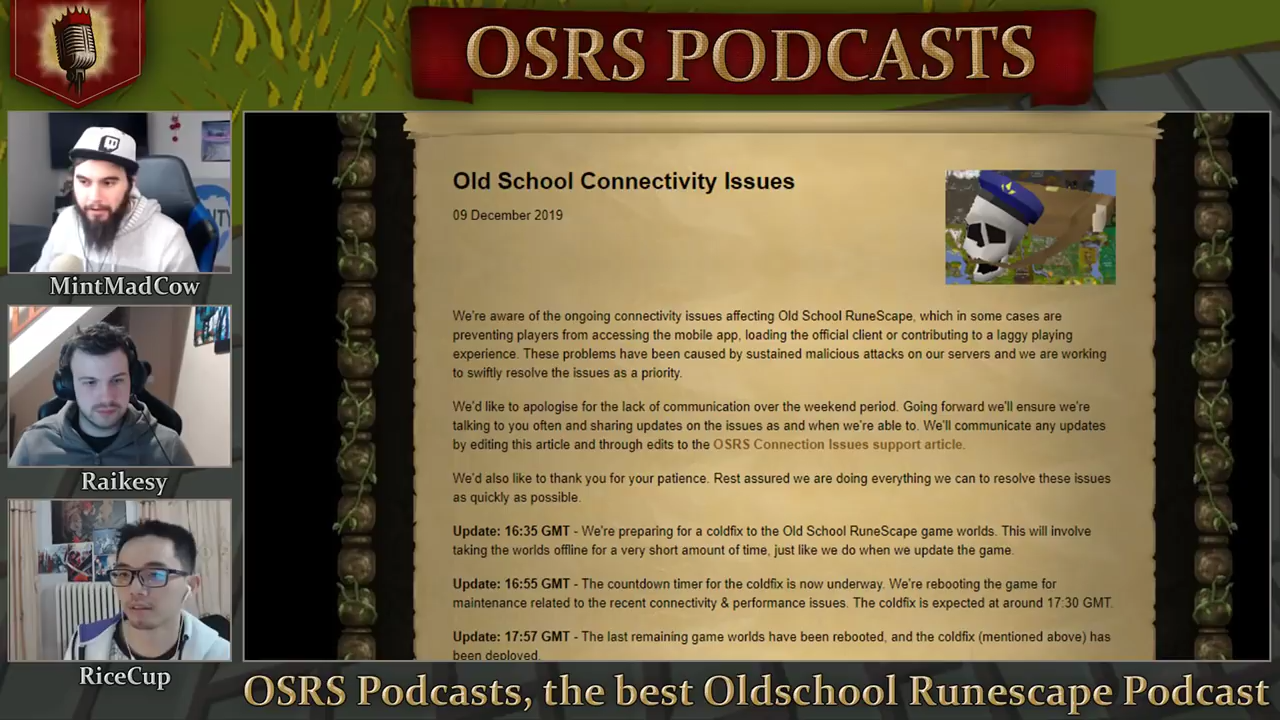 OSRS PODCASTS
MintMadCow
Raikesy
RiceCup
Old School Connectivity Issues
09 December 2019
We're aware of the ongoing connectivity issues affecting Old School RuneScape, which in some cases are
preventing players from accessing the mobile app, loading the official client or contributing to a laggy playing
experience. These problems have been caused by sustained malicious attacks on our servers and we are working
to swiftly resolve the issues as a priority.
We'd like to apologise for the lack of communication over the weekend period. Going forward we'll ensure we're
talking to you often and sharing updates on the issues as and when we're able to. We'll communicate any updates
by editing this article and through edits to the OSRS Connection Issues support article.
We'd also like to thank you for your patience. Rest assured we are doing everything we can to resolve these issues
as quickly as possible.
Update: 16:35 GMT - We're preparing for a coldfix to the Old School RuneScape game worlds. This will involve
taking the worlds offline for a very short amount of time, just like we do when we update the game.
Update: 16:55 GMT - The countdown timer for the coldfix is now underway. We're rebooting the game for
maintenance related to the recent connectivity & performance issues. The coldfix is expected at around 17:30 GMT.
Update: 17:57 GMT - The last remaining game worlds have been rebooted, and the coldfix (mentioned above) has
been deployed.
OSRS Podcasts, the best Oldschool Runescape Podcast